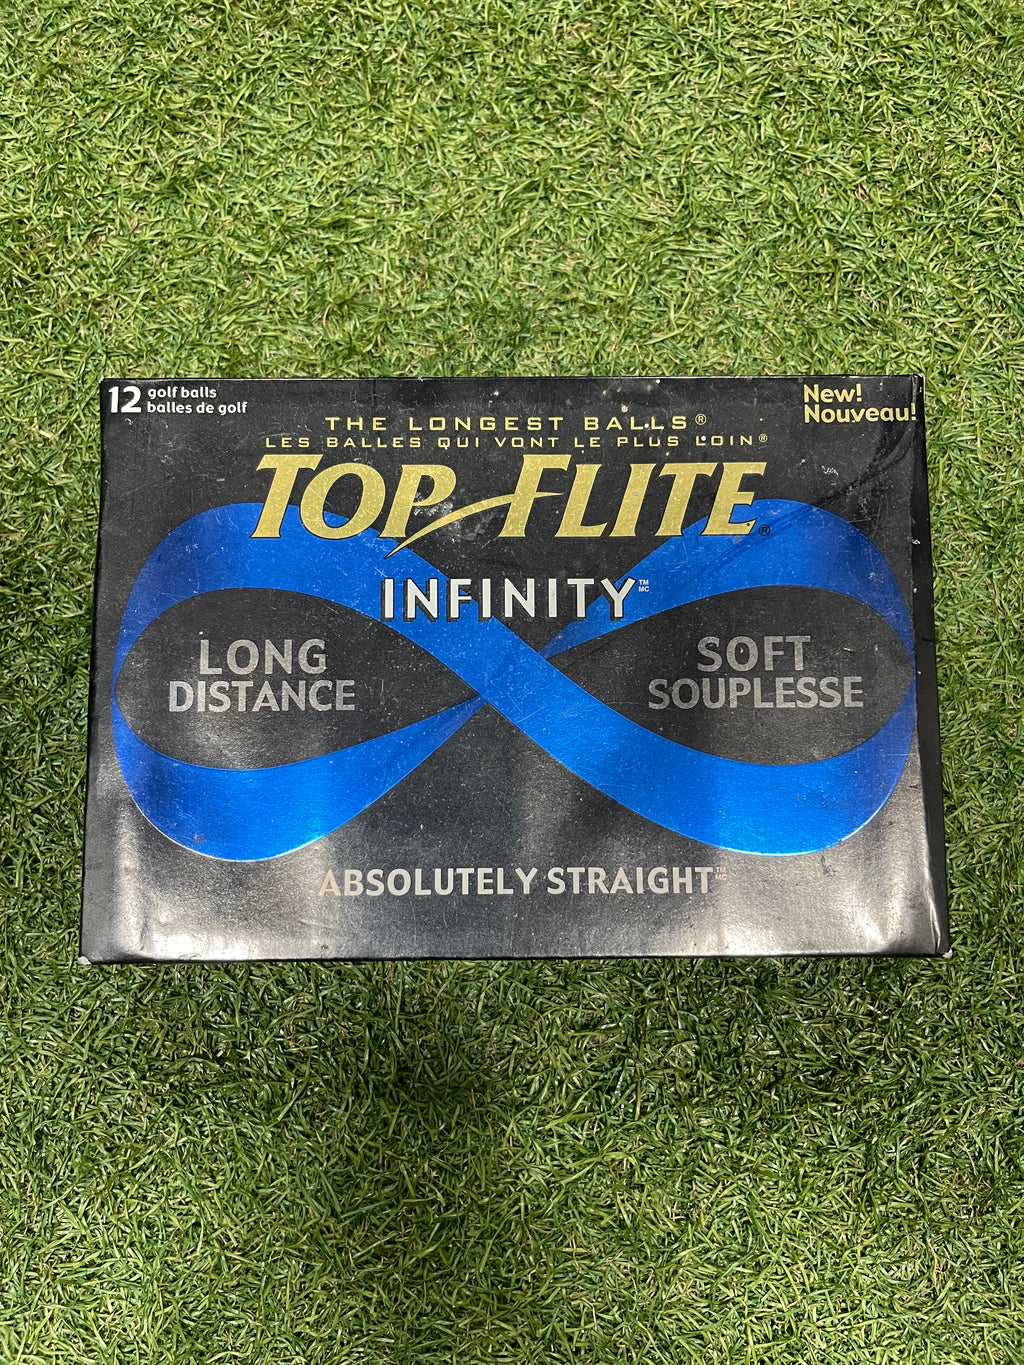 12 golf balls
balles de golf
New!
Nouveau!
THE LONGEST BALLS®
LES BALLES QUI VONT LE PLUS LOIN®
TOP-FLITE®
INFINITY™ MC
LONG
DISTANCE
SOFT
SOUPLESSE
ABSOLUTELY STRAIGHT™ MC